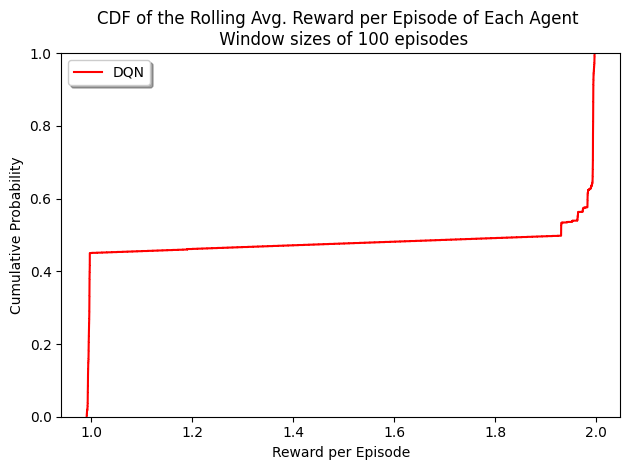 CDF of the Rolling Avg. Reward per Episode of Each Agent
Window sizes of 100 episodes
DQN
Cumulative Probability
1.0
0.8
0.6
0.4
0.2
0.0
1.0 1.2 1.4 1.6 1.8 2.0
Reward per Episode